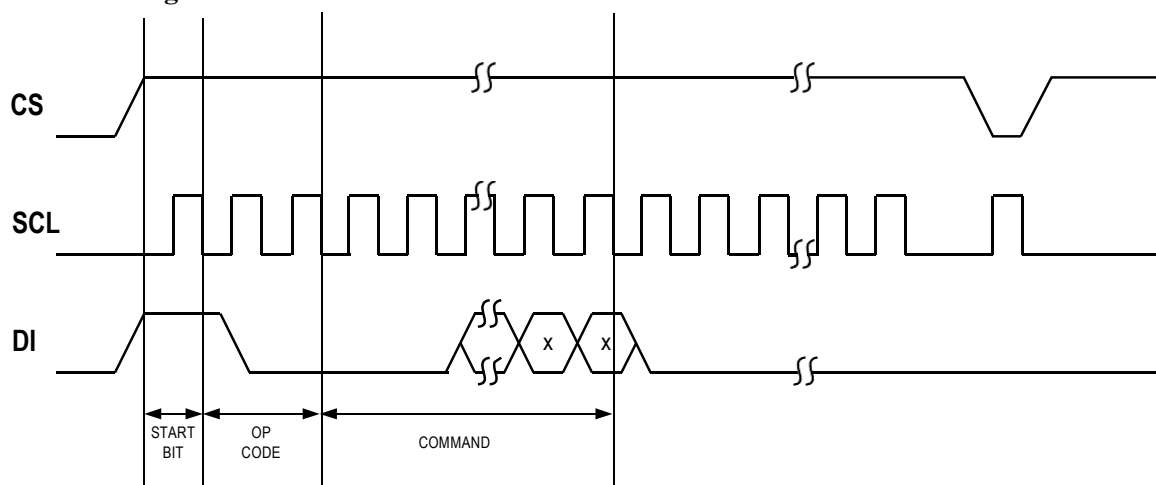 CS
SCL
DI
x x
START
BIT
OP
CODE
COMMAND